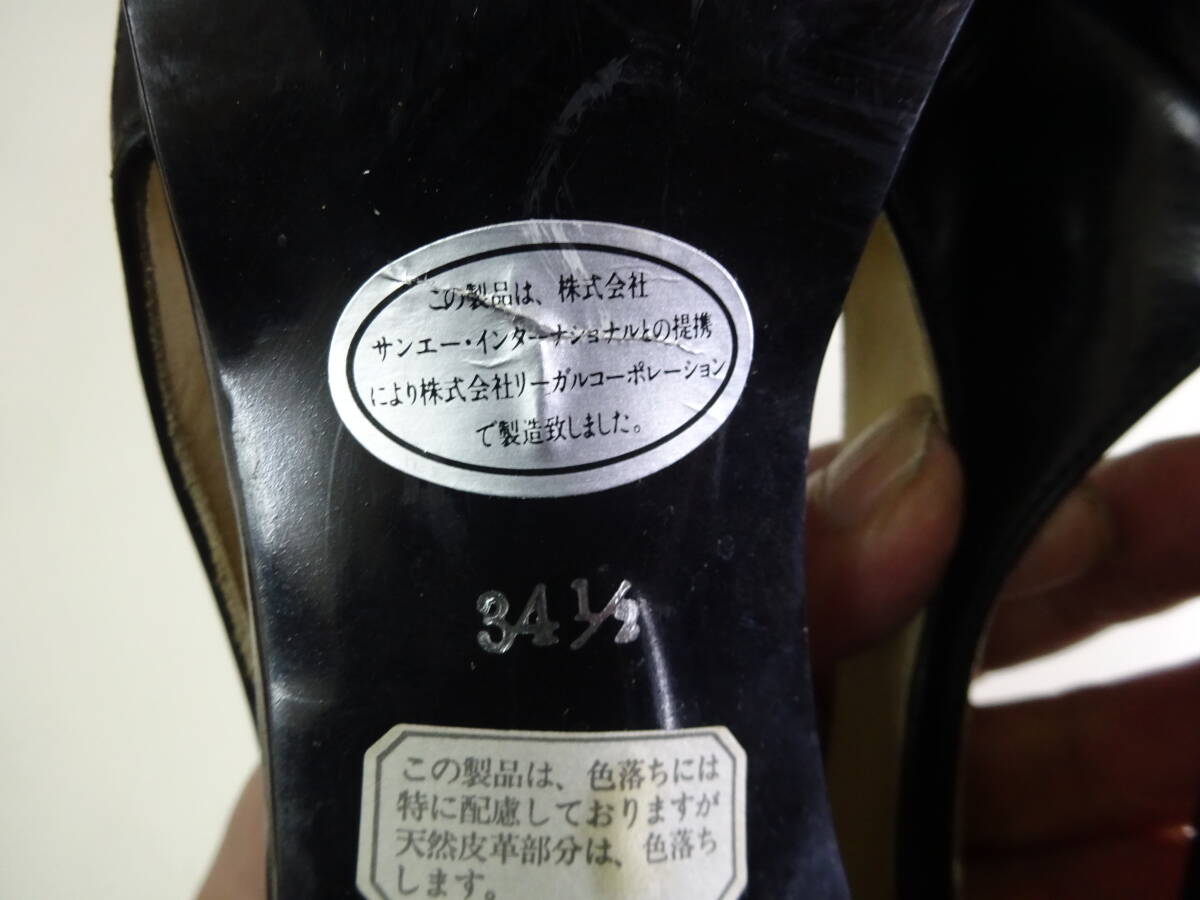 この製品は、株式会社
サンエー・インターナショナルとの提携
により株式会社リーガルコーポレーション
で製造致しました。
34½
この製品は、色落ちには
特に配慮しておりますが
天然皮革部分は、色落ち
します。